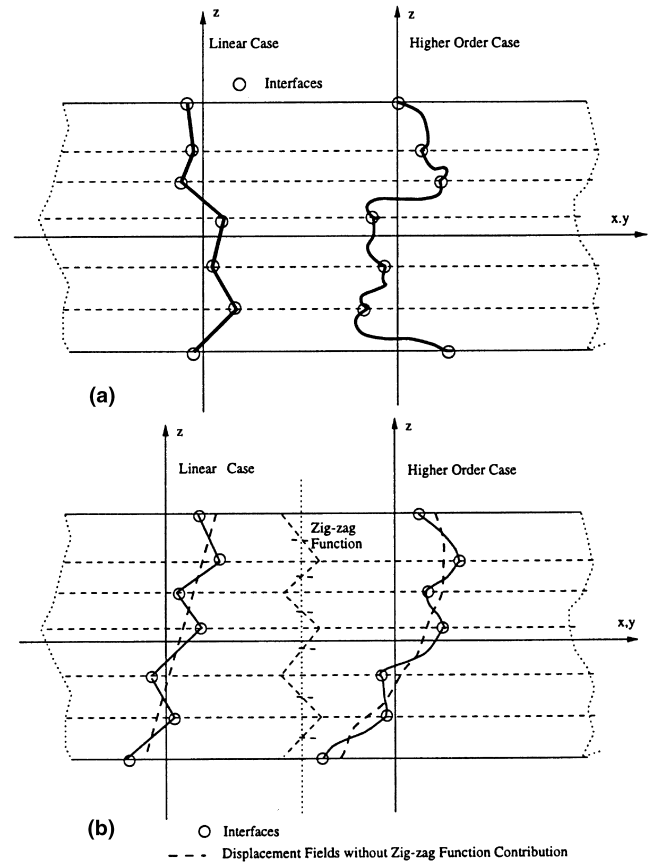 z
z
Linear Case
Higher Order Case
Interfaces
x.y
(a)
z
z
Linear Case
Higher Order Case
Zig-zag
Function
x,y
(b)
Interfaces
Displacement Fields without Zig-zag Function Contribution